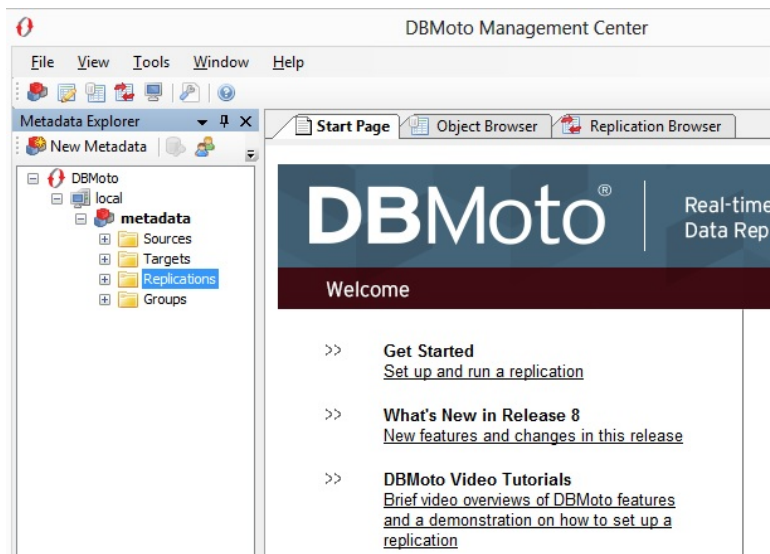 DBMoto Management Center
File View Tools Window Help
Metadata Explorer
New Metadata
DBMoto
local
metadata
Sources
Targets
Replications
Groups
Start Page Object Browser Replication Browser
DBMoto®
Real-time
Data Rep
Welcome
>> Get Started
Set up and run a replication
>> What's New in Release 8
New features and changes in this release
>> DBMoto Video Tutorials
Brief video overviews of DBMoto features
and a demonstration on how to set up a
replication